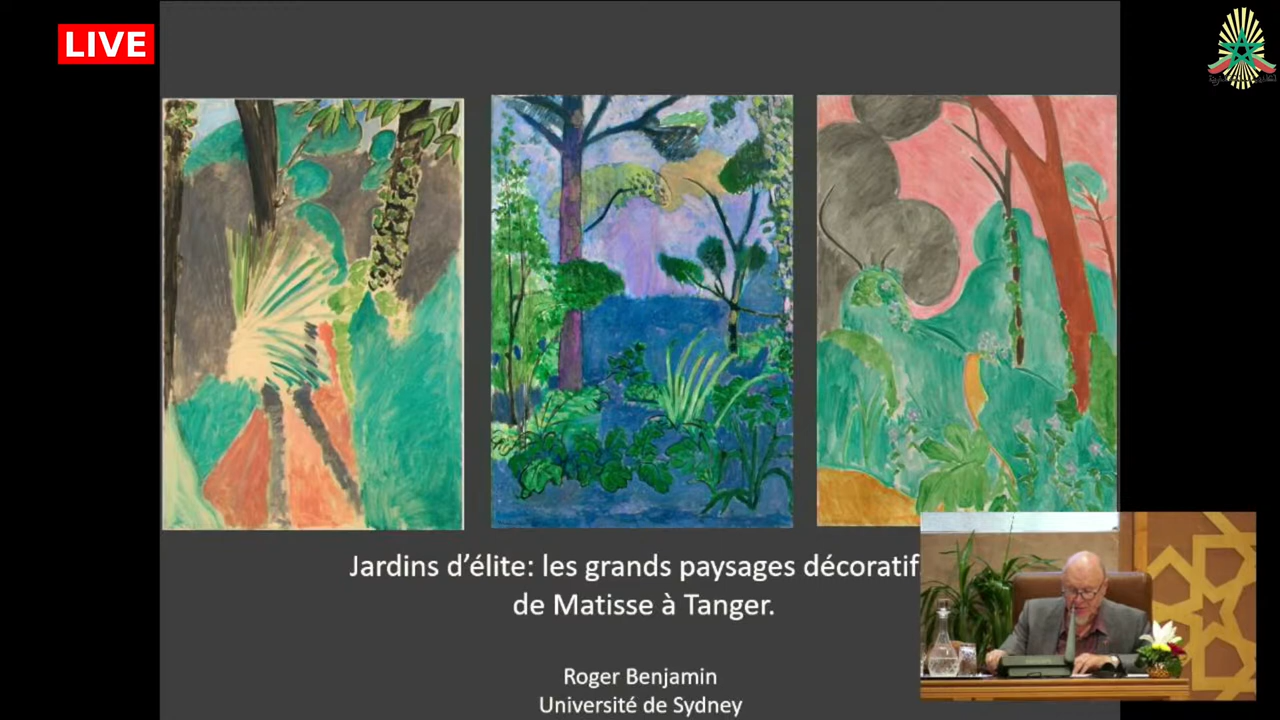 LIVE
Jardins d'élite: les grands paysages décoratif
de Matisse à Tanger.
Roger Benjamin
Université de Sydney